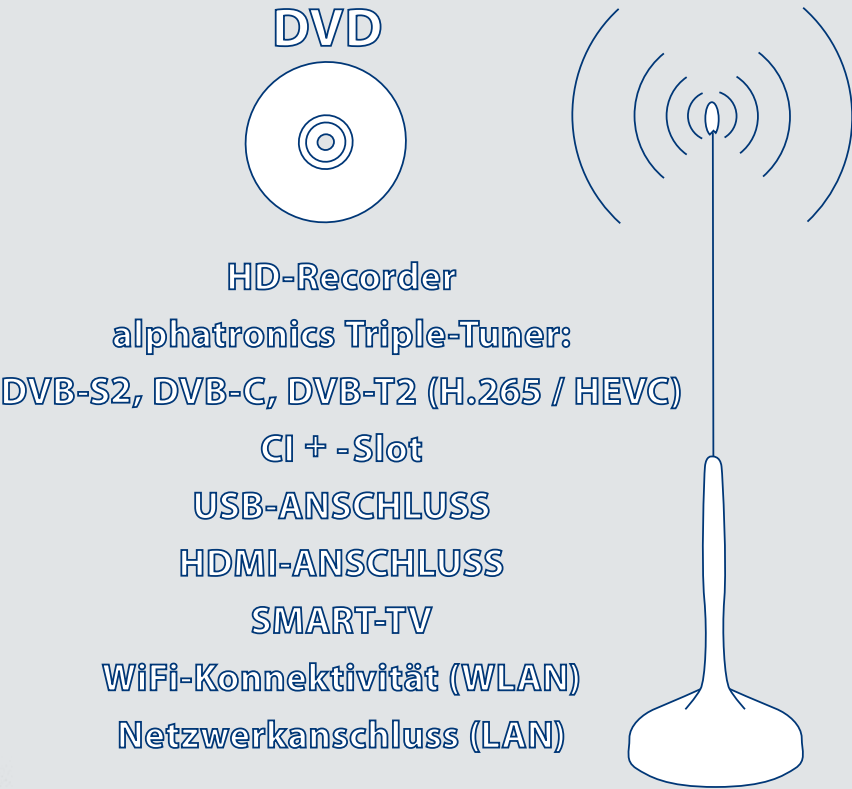 DVD
HD-Recorder
alphatronics Triple-Tuner:
DVB-S2, DVB-C, DVB-T2 (H.265 / HEVC)
CI + -Slot
USB-ANSCHLUSS
HDMI-ANSCHLUSS
SMART-TV
WiFi-Konnektivität (WLAN)
Netzwerkanschluss (LAN)